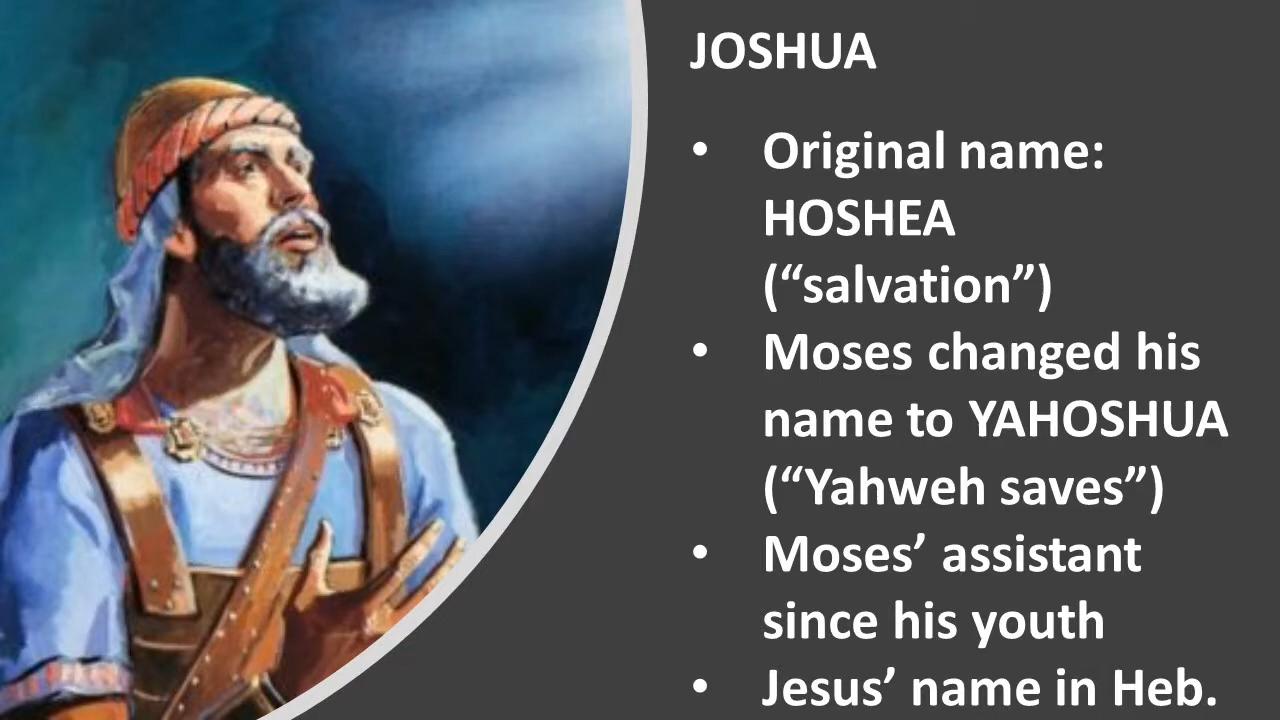 JOSHUA
• Original name:
HOSHEA
(“salvation”)
• Moses changed his
name to YAHOSHUA
(“Yahweh saves”)
• Moses’ assistant
since his youth
• Jesus’ name in Heb.